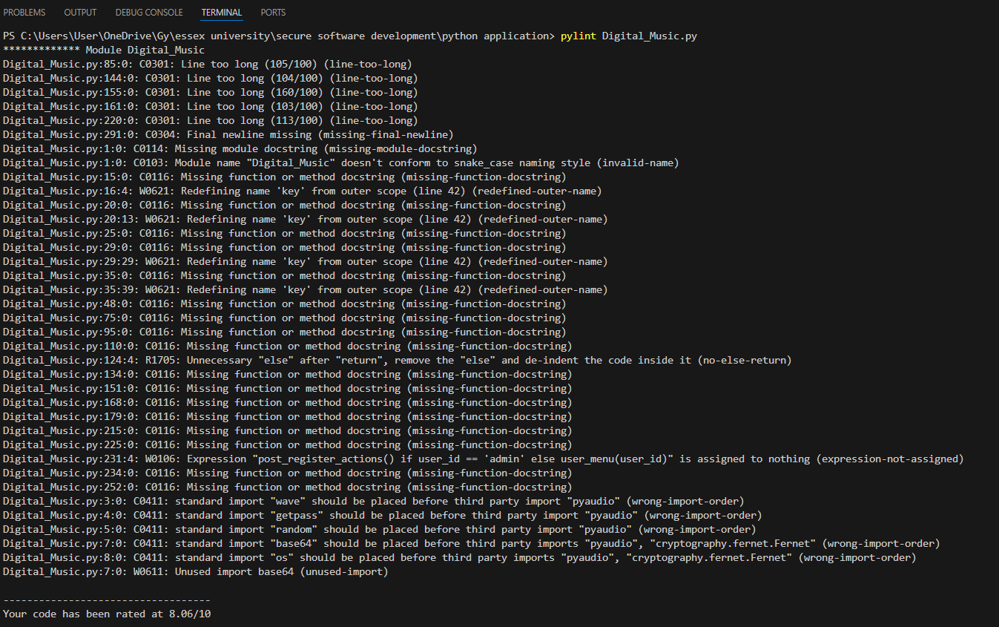 PROBLEMS OUTPUT DEBUG CONSOLE TERMINAL PORTS
PS C:\Users\User\OneDrive\Gy\essex university\secure software development\python application> pylint Digital_Music.py
************* Module Digital_Music
Digital_Music.py:85:0: C0301: Line too long (105/100) (line-too-long)
Digital_Music.py:144:0: C0301: Line too long (104/100) (line-too-long)
Digital_Music.py:155:0: C0301: Line too long (160/100) (line-too-long)
Digital_Music.py:161:0: C0301: Line too long (103/100) (line-too-long)
Digital_Music.py:220:0: C0301: Line too long (113/100) (line-too-long)
Digital_Music.py:291:0: C0304: Final newline missing (missing-final-newline)
Digital_Music.py:1:0: C0114: Missing module docstring (missing-module-docstring)
Digital_Music.py:1:0: C0103: Module name "Digital_Music" doesn't conform to snake_case naming style (invalid-name)
Digital_Music.py:15:0: C0116: Missing function or method docstring (missing-function-docstring)
Digital_Music.py:16:4: W0621: Redefining name 'key' from outer scope (line 42) (redefined-outer-name)
Digital_Music.py:20:0: C0116: Missing function or method docstring (missing-function-docstring)
Digital_Music.py:20:13: W0621: Redefining name 'key' from outer scope (line 42) (redefined-outer-name)
Digital_Music.py:25:0: C0116: Missing function or method docstring (missing-function-docstring)
Digital_Music.py:29:0: C0116: Missing function or method docstring (missing-function-docstring)
Digital_Music.py:29:29: W0621: Redefining name 'key' from outer scope (line 42) (redefined-outer-name)
Digital_Music.py:35:0: C0116: Missing function or method docstring (missing-function-docstring)
Digital_Music.py:35:39: W0621: Redefining name 'key' from outer scope (line 42) (redefined-outer-name)
Digital_Music.py:48:0: C0116: Missing function or method docstring (missing-function-docstring)
Digital_Music.py:75:0: C0116: Missing function or method docstring (missing-function-docstring)
Digital_Music.py:95:0: C0116: Missing function or method docstring (missing-function-docstring)
Digital_Music.py:110:0: C0116: Missing function or method docstring (missing-function-docstring)
Digital_Music.py:124:4: R1705: Unnecessary "else" after "return", remove the "else" and de-indent the code inside it (no-else-return)
Digital_Music.py:134:0: C0116: Missing function or method docstring (missing-function-docstring)
Digital_Music.py:151:0: C0116: Missing function or method docstring (missing-function-docstring)
Digital_Music.py:168:0: C0116: Missing function or method docstring (missing-function-docstring)
Digital_Music.py:179:0: C0116: Missing function or method docstring (missing-function-docstring)
Digital_Music.py:215:0: C0116: Missing function or method docstring (missing-function-docstring)
Digital_Music.py:225:0: C0116: Missing function or method docstring (missing-function-docstring)
Digital_Music.py:231:4: W0106: Expression "post_register_actions() if user_id == 'admin' else user_menu(user_id)" is assigned to nothing (expression-not-assigned)
Digital_Music.py:234:0: C0116: Missing function or method docstring (missing-function-docstring)
Digital_Music.py:252:0: C0116: Missing function or method docstring (missing-function-docstring)
Digital_Music.py:3:0: C0411: standard import "wave" should be placed before third party import "pyaudio" (wrong-import-order)
Digital_Music.py:4:0: C0411: standard import "getpass" should be placed before third party import "pyaudio" (wrong-import-order)
Digital_Music.py:5:0: C0411: standard import "random" should be placed before third party import "pyaudio" (wrong-import-order)
Digital_Music.py:7:0: C0411: standard import "base64" should be placed before third party imports "pyaudio", "cryptography.fernet.Fernet" (wrong-import-order)
Digital_Music.py:8:0: C0411: standard import "os" should be placed before third party imports "pyaudio", "cryptography.fernet.Fernet" (wrong-import-order)
Digital_Music.py:7:0: W0611: Unused import base64 (unused-import)
-----------------------------------
Your code has been rated at 8.06/10